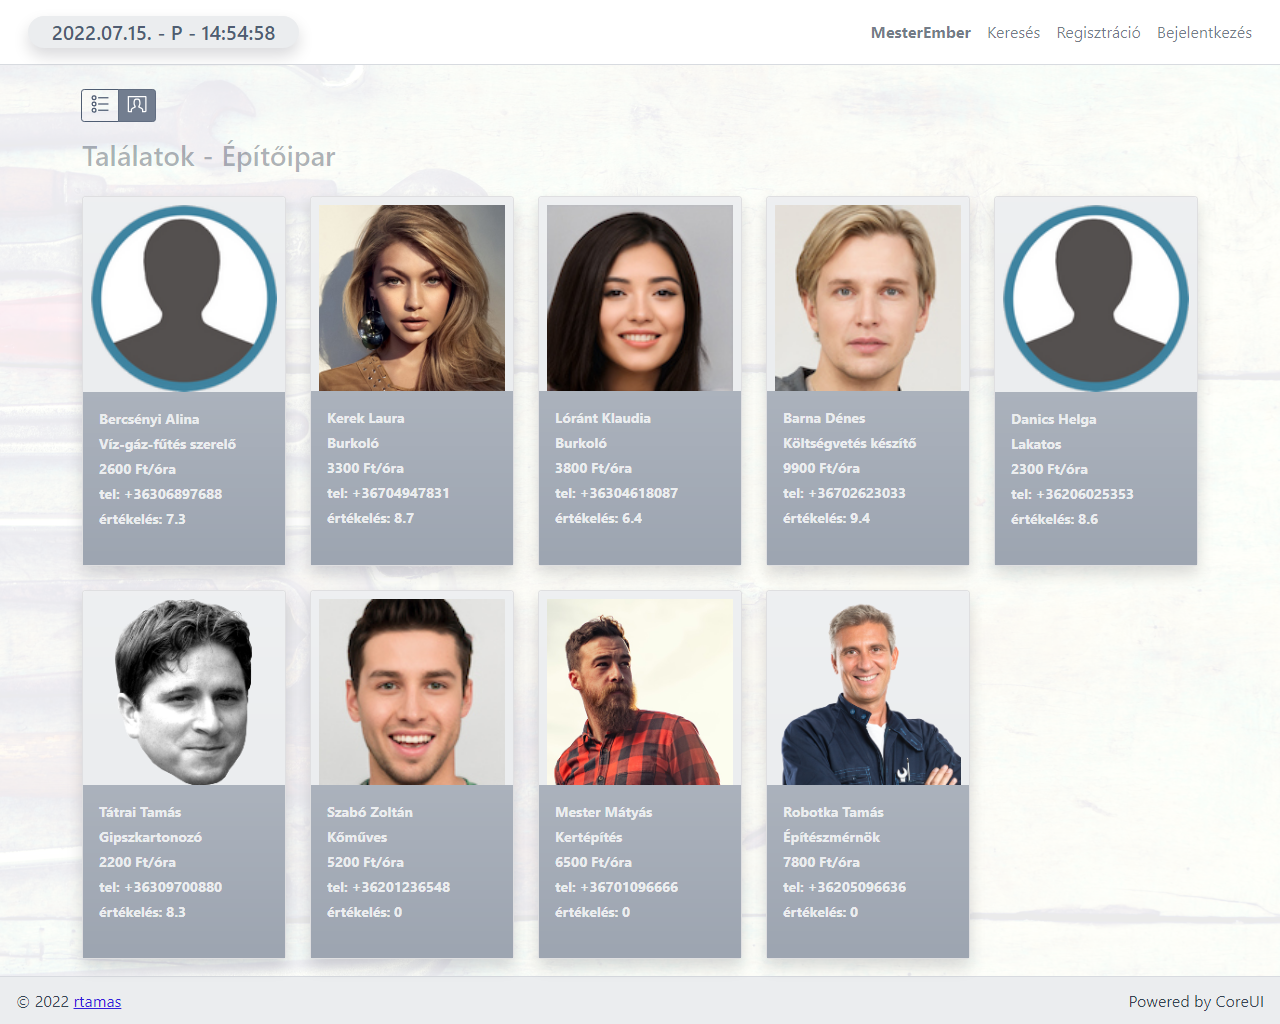 2022.07.15. - P - 14:54:58
MesterEmber Keresés Regisztráció Bejelentkezés
Találatok - Építőipar
Bercsényi Alina
Víz-gáz-fűtés szerelő
2600 Ft/óra
tel: +36306897688
értékelés: 7.3
Kerek Laura
Burkoló
3300 Ft/óra
tel: +36704947831
értékelés: 8.7
Lóránt Klaudia
Burkoló
3800 Ft/óra
tel: +36304618087
értékelés: 6.4
Barna Dénes
Költségvetés készítő
9900 Ft/óra
tel: +36702623033
értékelés: 9.4
Danics Helga
Lakatos
2300 Ft/óra
tel: +36206025353
értékelés: 8.6
Tátrai Tamás
Gipszkartonozó
2200 Ft/óra
tel: +36309700880
értékelés: 8.3
Szabó Zoltán
Kőműves
5200 Ft/óra
tel: +36201236548
értékelés: 0
Mester Mátyás
Kertépítés
6500 Ft/óra
tel: +36701096666
értékelés: 0
Robotka Tamás
Építészmérnök
7800 Ft/óra
tel: +36205096636
értékelés: 0
© 2022 rtamas
Powered by CoreUI